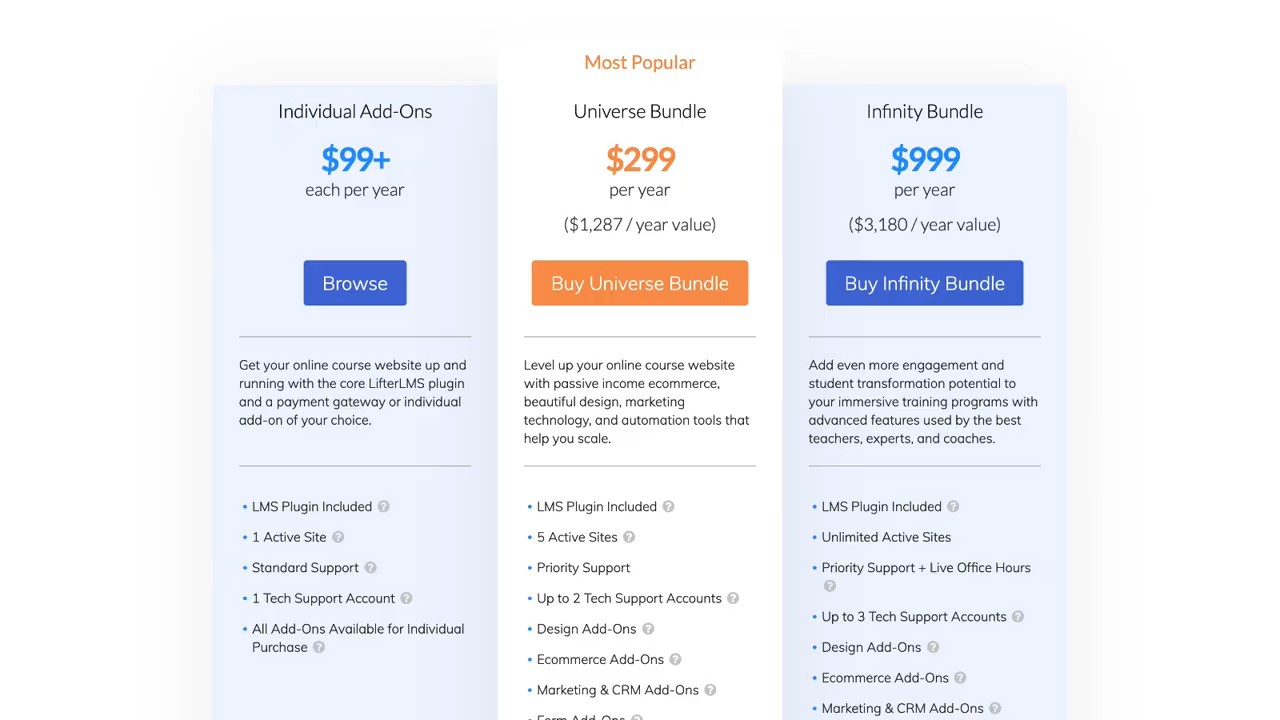 Individual Add-Ons
$99+
each per year
Browse
Get your online course website up and
running with the core LifterLMS plugin
and a payment gateway or individual
add-on of your choice.
LMS Plugin Included
1 Active Site
Standard Support
1 Tech Support Account
All Add-Ons Available for Individual
Purchase
Most Popular
Universe Bundle
$299
per year
($1,287 / year value)
Buy Universe Bundle
Level up your online course website
with passive income ecommerce,
beautiful design, marketing
technology, and automation tools that
help you scale.
LMS Plugin Included
5 Active Sites
Priority Support
Up to 2 Tech Support Accounts
Design Add-Ons
Ecommerce Add-Ons
Marketing & CRM Add-Ons
Form Add-Ons
Infinity Bundle
$999
per year
($3,180 / year value)
Buy Infinity Bundle
Add even more engagement and
student transformation potential to
your immersive training programs with
advanced features used by the best
teachers, experts, and coaches.
LMS Plugin Included
Unlimited Active Sites
Priority Support + Live Office Hours
Up to 3 Tech Support Accounts
Design Add-Ons
Ecommerce Add-Ons
Marketing & CRM Add-Ons